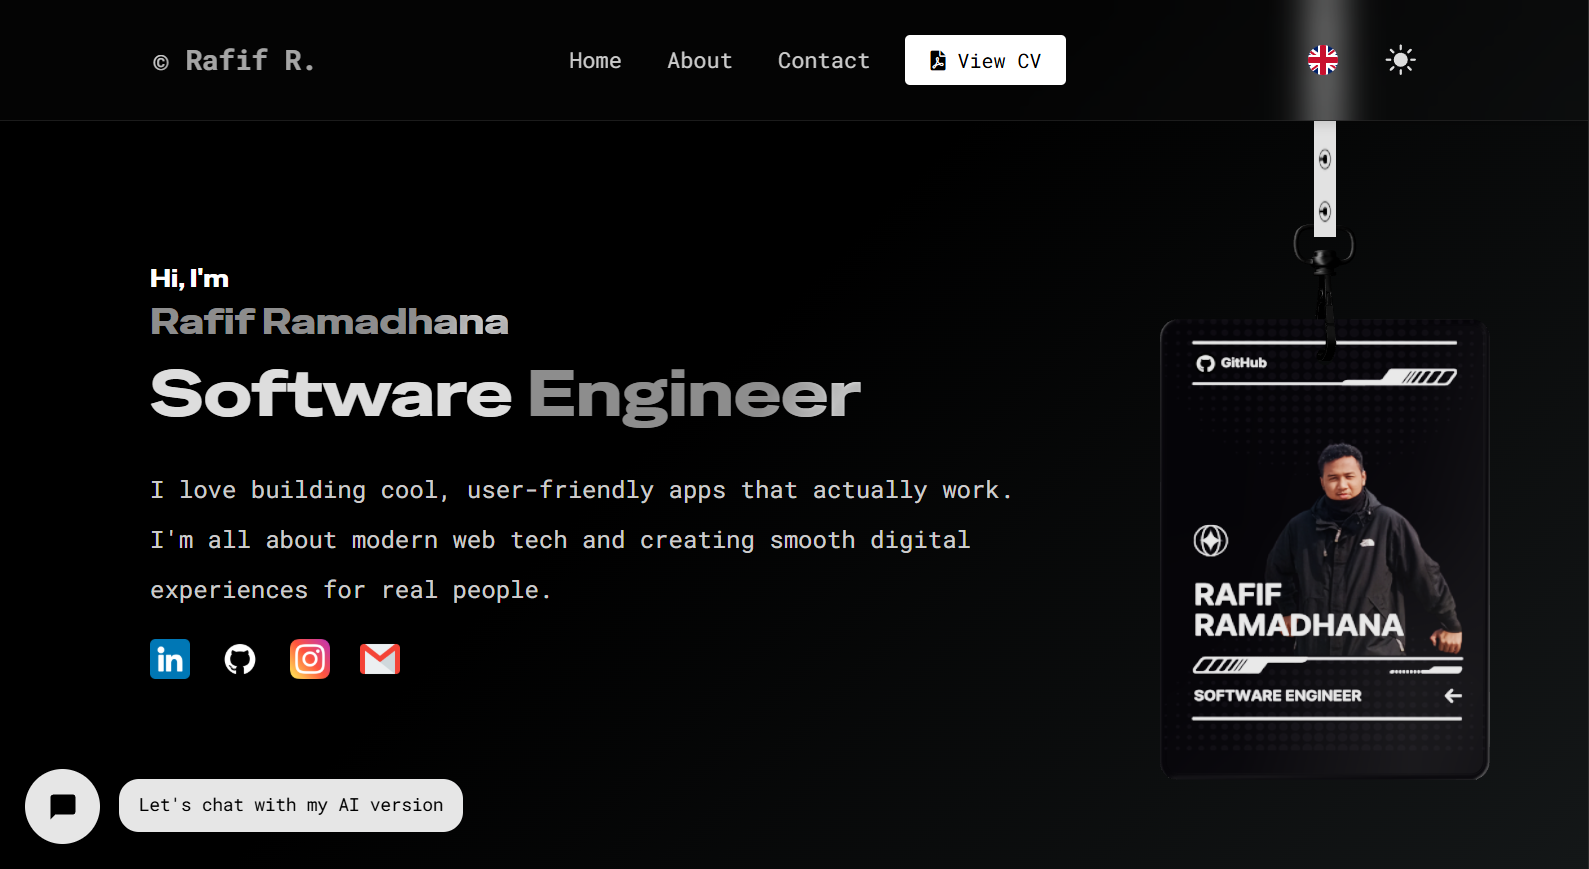 © Rafif R.
Home
About
Contact
View CV
Hi, I'm
Rafif Ramadhana
Software Engineer
I love building cool, user-friendly apps that actually work.
I'm all about modern web tech and creating smooth digital
experiences for real people.
in
Let's chat with my AI version
GitHub
RAFIF
RAMADHANA
SOFTWARE ENGINEER